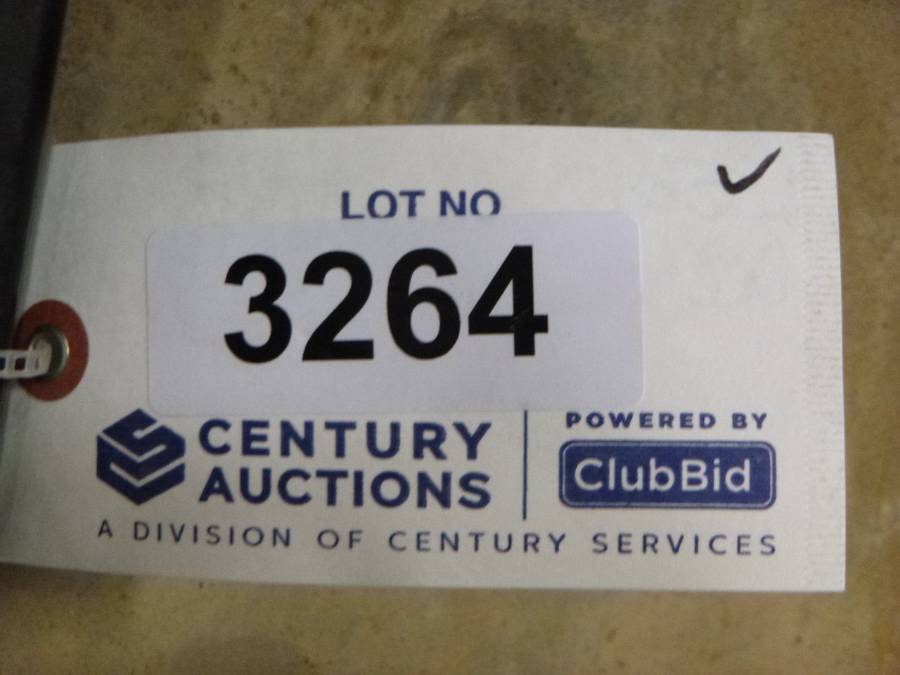 LOT NO
3264
CENTURY
AUCTIONS
POWERED BY
ClubBid
A DIVISION OF CENTURY SERVICES